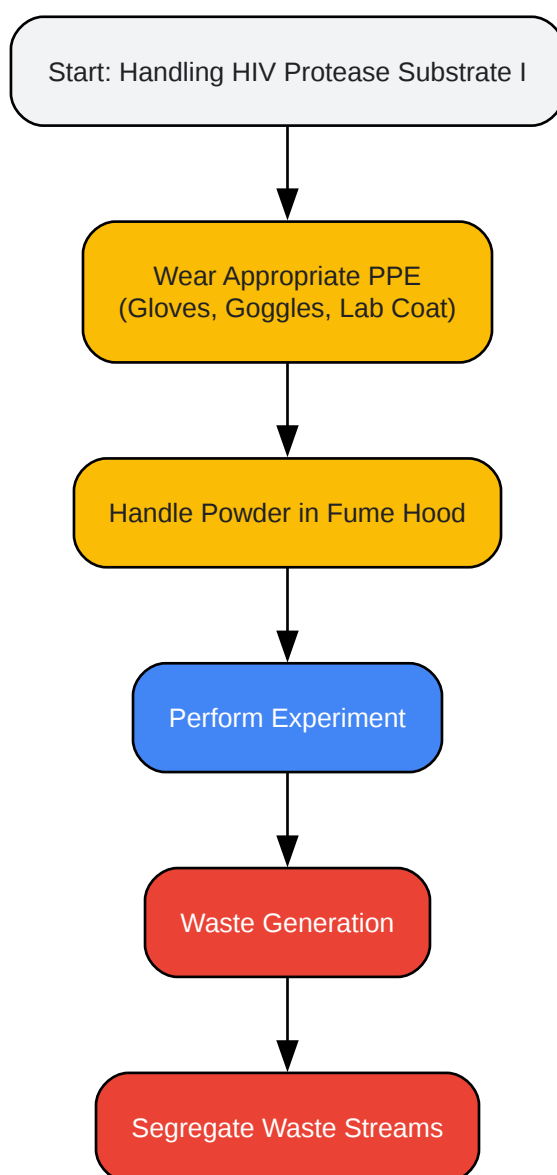 Start: Handling HIV Protease Substrate I
Wear Appropriate PPE
(Gloves, Goggles, Lab Coat)
Handle Powder in Fume Hood
Perform Experiment
Waste Generation
Segregate Waste Streams